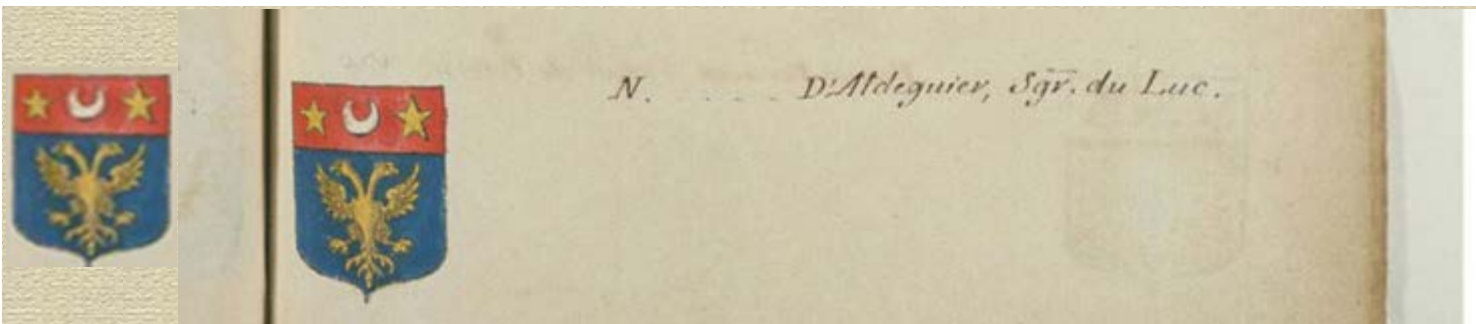 N. . . . . D'Aldeguier, Sgr. du Luc.